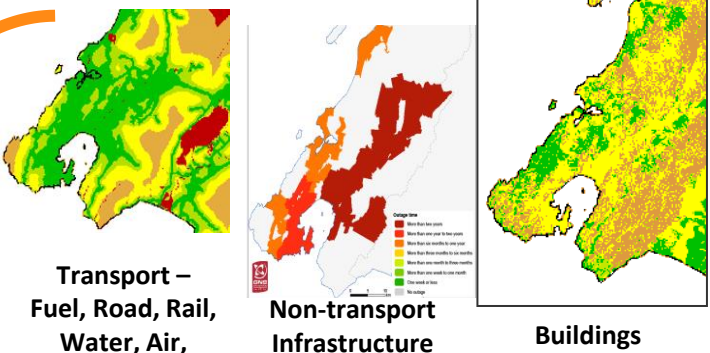 Outage time
More than two years
More than one year to two years
More than six months to one year
More than three months to six months
More than one month to three months
More than one week to one month
One week or less
No outage
Transport –
Fuel, Road, Rail,
Water, Air,
Non-transport
Infrastructure
Buildings